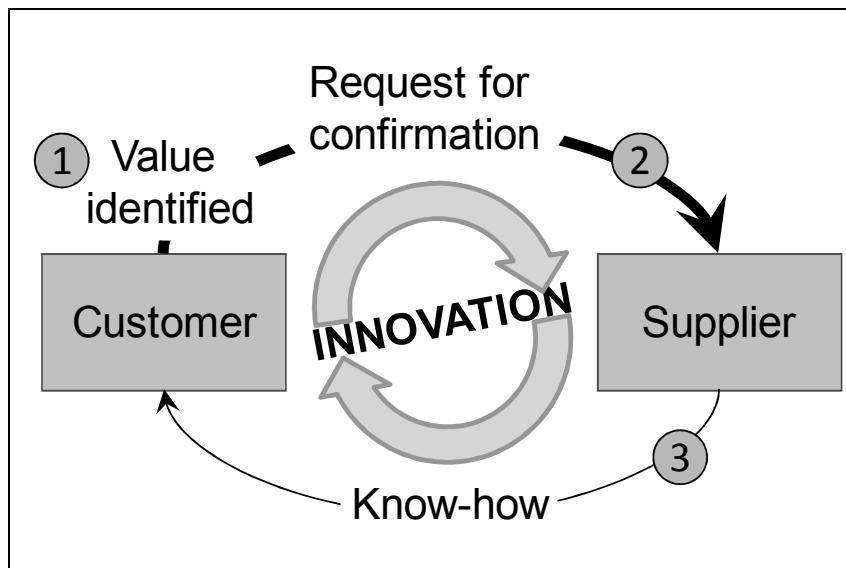 Request for
confirmation
1
Value
identified
2
Customer
INNOVATION
Supplier
3
Know-how